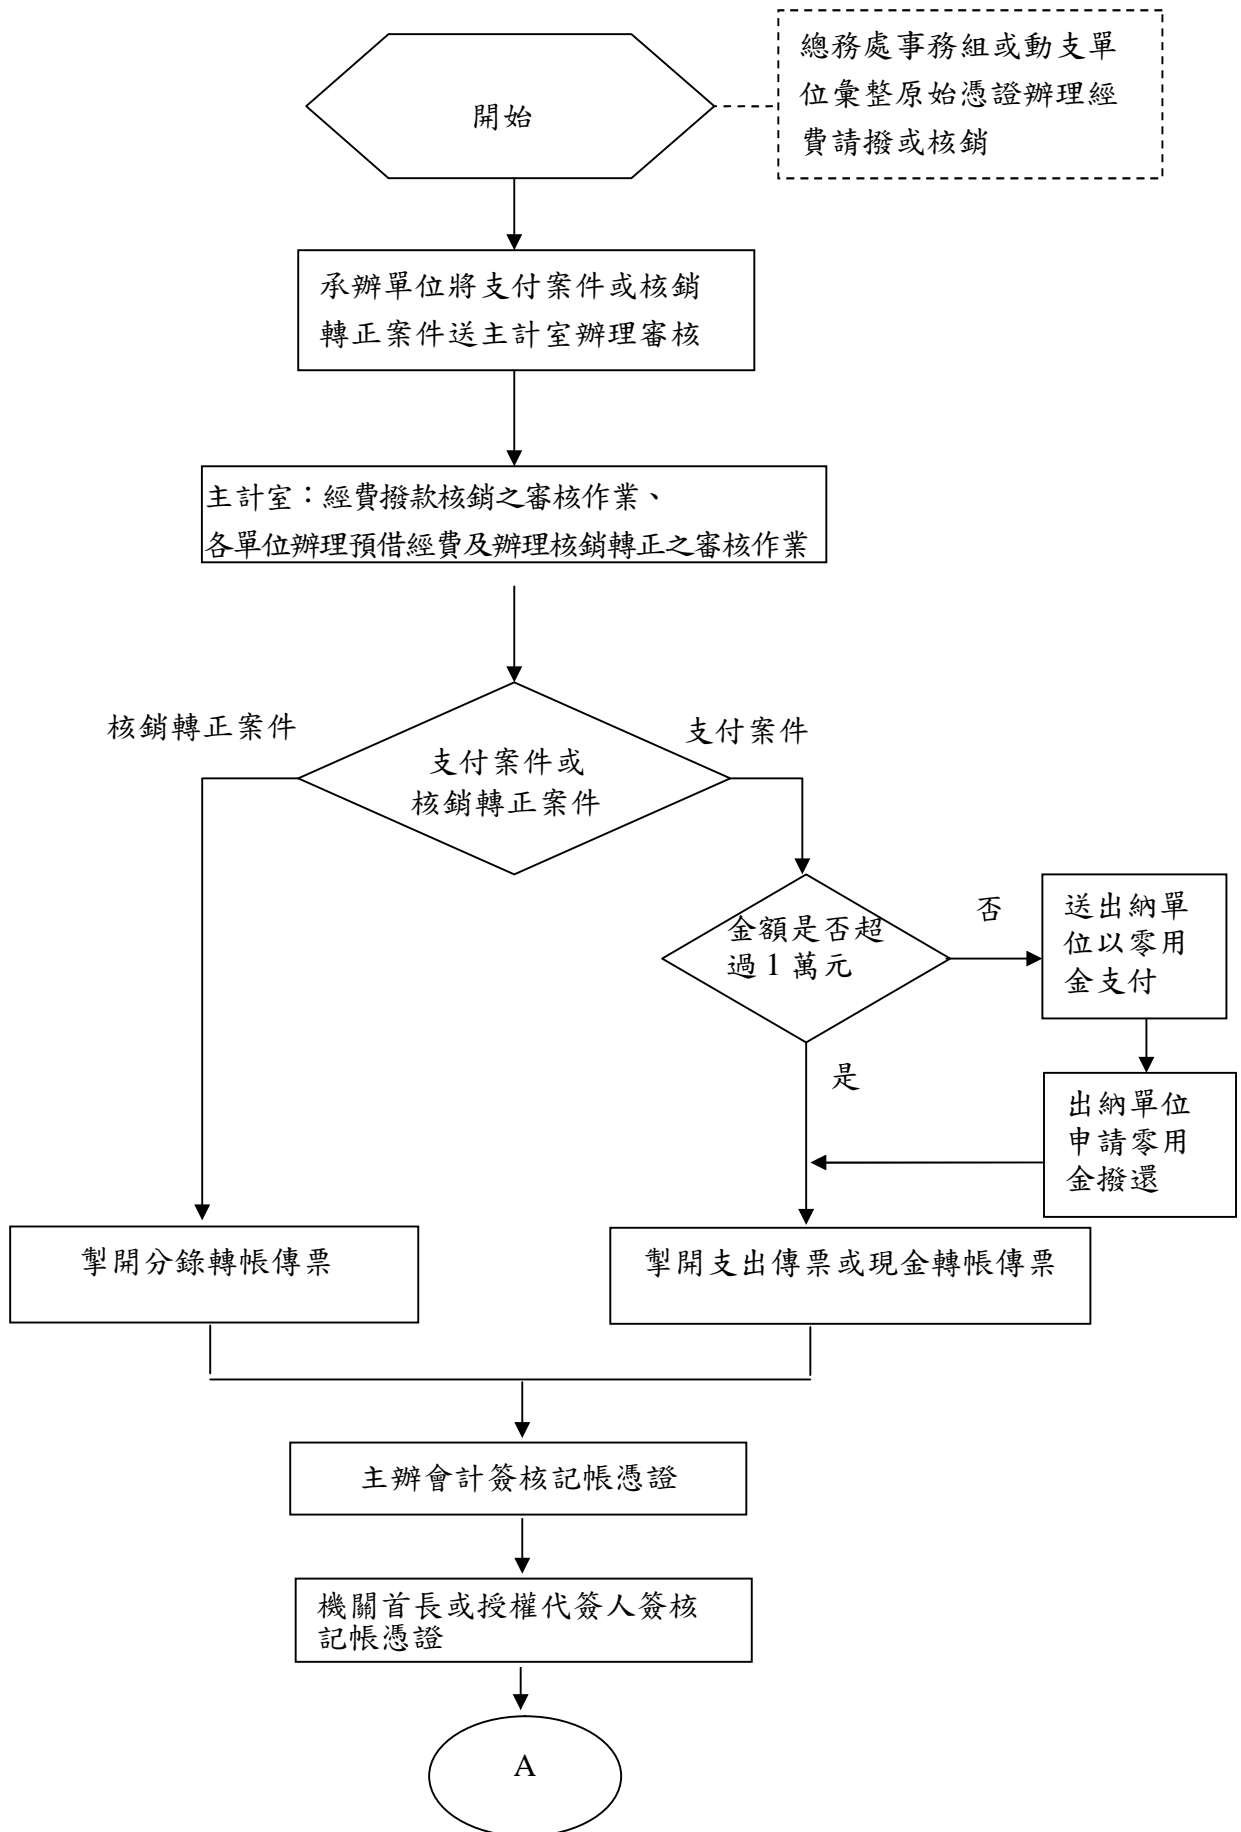 總務處事務組或動支單
位彙整原始憑證辦理經
費請撥或核銷
開始
承辦單位將支付案件或核銷
轉正案件送主計室辦理審核
主計室：經費撥款核銷之審核作業、
各單位辦理預借經費及辦理核銷轉正之審核作業
核銷轉正案件
支付案件
支付案件或
核銷轉正案件
金額是否超
過1萬元
否
送出納單
位以零用
金支付
是
出納單位
申請零用
金撥還
掣開分錄轉帳傳票
掣開支出傳票或現金轉帳傳票
主辦會計簽核記帳憑證
機關首長或授權代簽人簽核
記帳憑證
A